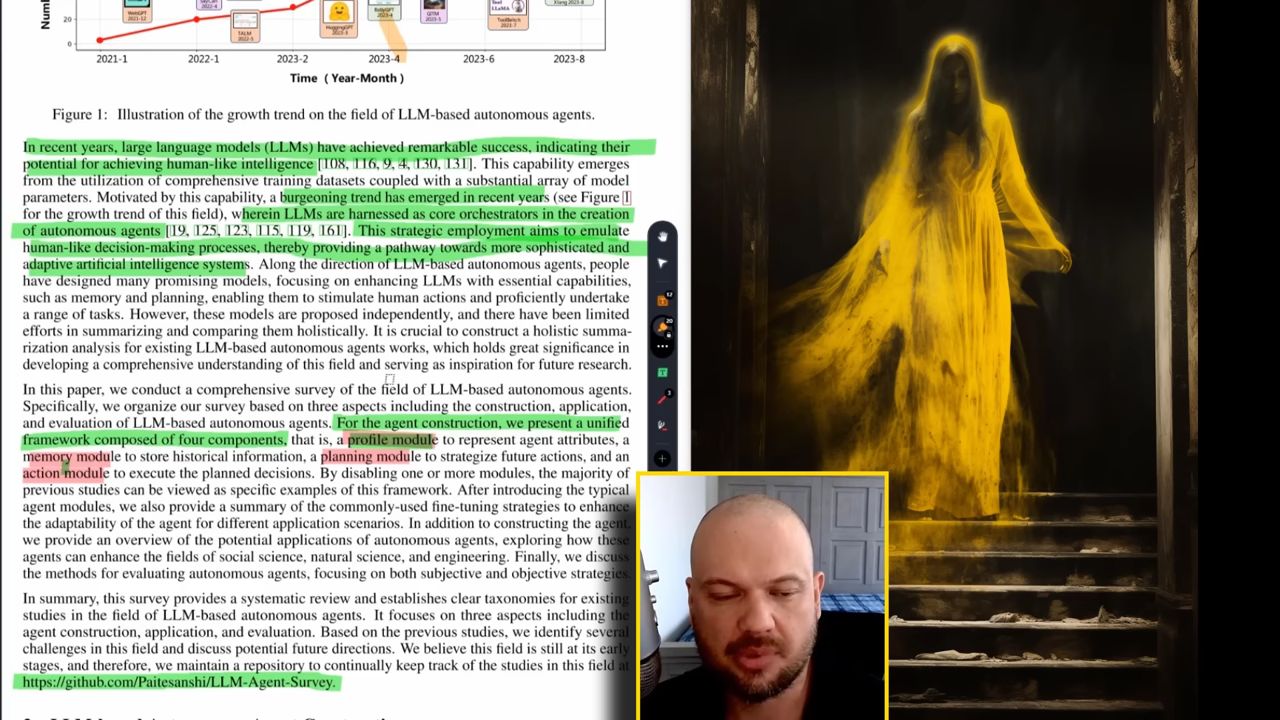 Num
20
0
WebGPT
2021-12
2022-4
TALM
2022-5
HuggingGPT
2023-3
2023-4
GITM
2023-5
ToolBench
2023-7
Xiang 2023-8
2021-1 2022-1 2023-2 2023-4 2023-6 2023-8
Time ( Year-Month )
Figure 1: Illustration of the growth trend on the field of LLM-based autonomous agents.
In recent years, large language models (LLMs) have achieved remarkable success, indicating their
potential for achieving human-like intelligence [108, 116, 9, 4, 130, 131]. This capability emerges
from the utilization of comprehensive training datasets coupled with a substantial array of model
parameters. Motivated by this capability, a burgeoning trend has emerged in recent years (see Figure 1
for the growth trend of this field), wherein LLMs are harnessed as core orchestrators in the creation
of autonomous agents [19, 125, 123, 115, 119, 161]. This strategic employment aims to emulate
human-like decision-making processes, thereby providing a pathway towards more sophisticated and
adaptive artificial intelligence systems. Along the direction of LLM-based autonomous agents, people
have designed many promising models, focusing on enhancing LLMs with essential capabilities,
such as memory and planning, enabling them to stimulate human actions and proficiently undertake
a range of tasks. However, these models are proposed independently, and there have been limited
efforts in summarizing and comparing them holistically. It is crucial to construct a holistic summa-
rization analysis for existing LLM-based autonomous agents works, which holds great significance in
developing a comprehensive understanding of this field and serving as inspiration for future research.
In this paper, we conduct a comprehensive survey of the field of LLM-based autonomous agents.
Specifically, we organize our survey based on three aspects including the construction, application,
and evaluation of LLM-based autonomous agents. For the agent construction, we present a unified
framework composed of four components, that is, a profile module to represent agent attributes, a
memory module to store historical information, a planning module to strategize future actions, and an
action module to execute the planned decisions. By disabling one or more modules, the majority of
previous studies can be viewed as specific examples of this framework. After introducing the typical
agent modules, we also provide a summary of the commonly-used fine-tuning strategies to enhance
the adaptability of the agent for different application scenarios. In addition to constructing the agent,
we provide an overview of the potential applications of autonomous agents, exploring how these
agents can enhance the fields of social science, natural science, and engineering. Finally, we discuss
the methods for evaluating autonomous agents, focusing on both subjective and objective strategies.
In summary, this survey provides a systematic review and establishes clear taxonomies for existing
studies in the field of LLM-based autonomous agents. It focuses on three aspects including the
agent construction, application, and evaluation. Based on the previous studies, we identify several
challenges in this field and discuss potential future directions. We believe this field is still at its early
stages, and therefore, we maintain a repository to continually keep track of the studies in this field at
https://github.com/Paitesanshi/LLM-Agent-Survey.